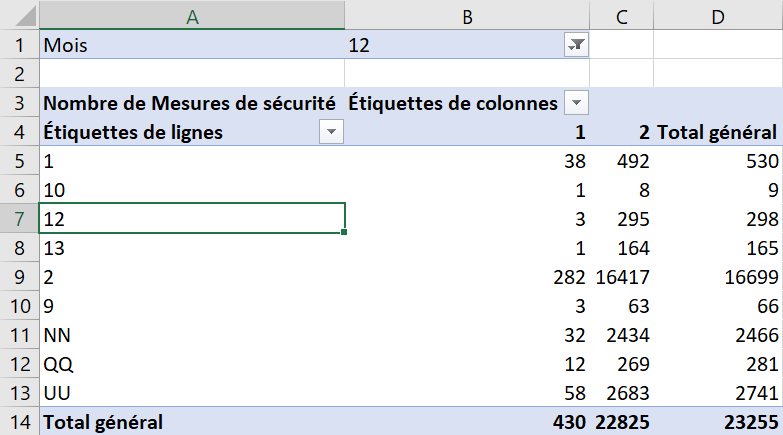 A B C D
1 Mois 12
2
3 Nombre de Mesures de sécurité Étiquettes de colonnes
4 Étiquettes de lignes 1 2 Total général
5 1 38 492 530
6 10 1 8 9
7 12 3 295 298
8 13 1 164 165
9 2 282 16417 16699
10 9 3 63 66
11 NN 32 2434 2466
12 QQ 12 269 281
13 UU 58 2683 2741
14 Total général 430 22825 23255